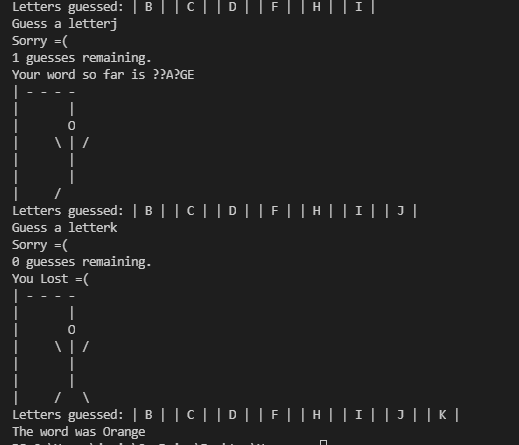 Letters guessed: | B | | C | | D | | F | | H | | I |
Guess a letterj
Sorry =(
1 guesses remaining.
Your word so far is ??A?GE
| - - - -
|       |
|       O
|     \ | /
|       |
|       |
|     /
Letters guessed: | B | | C | | D | | F | | H | | I | | J |
Guess a letterk
Sorry =(
0 guesses remaining.
You Lost =(
| - - - -
|       |
|       O
|     \ | /
|       |
|       |
|     /   \
Letters guessed: | B | | C | | D | | F | | H | | I | | J | | K |
The word was Orange